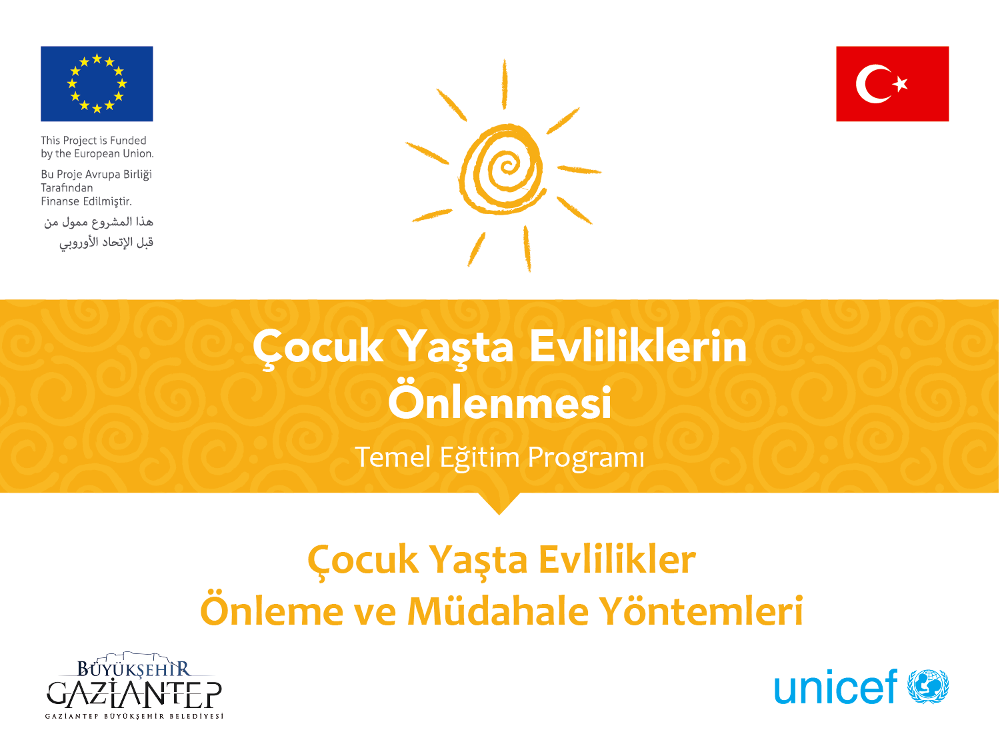 This Project is Funded
by the European Union.
Bu Proje Avrupa Birliği
Tarafından
Finanse Edilmiştir.
هذا المشروع ممول من
قبل الإتحاد الأوروبي
Çocuk Yaşta Evliliklerin
Önlenmesi
Temel Eğitim Programı
Çocuk Yaşta Evlilikler
Önleme ve Müdahale Yöntemleri
BÜYÜKŞEHİR
GAZİANTEP
GAZİANTEP BÜYÜKŞEHİR BELEDİYESİ
unicef